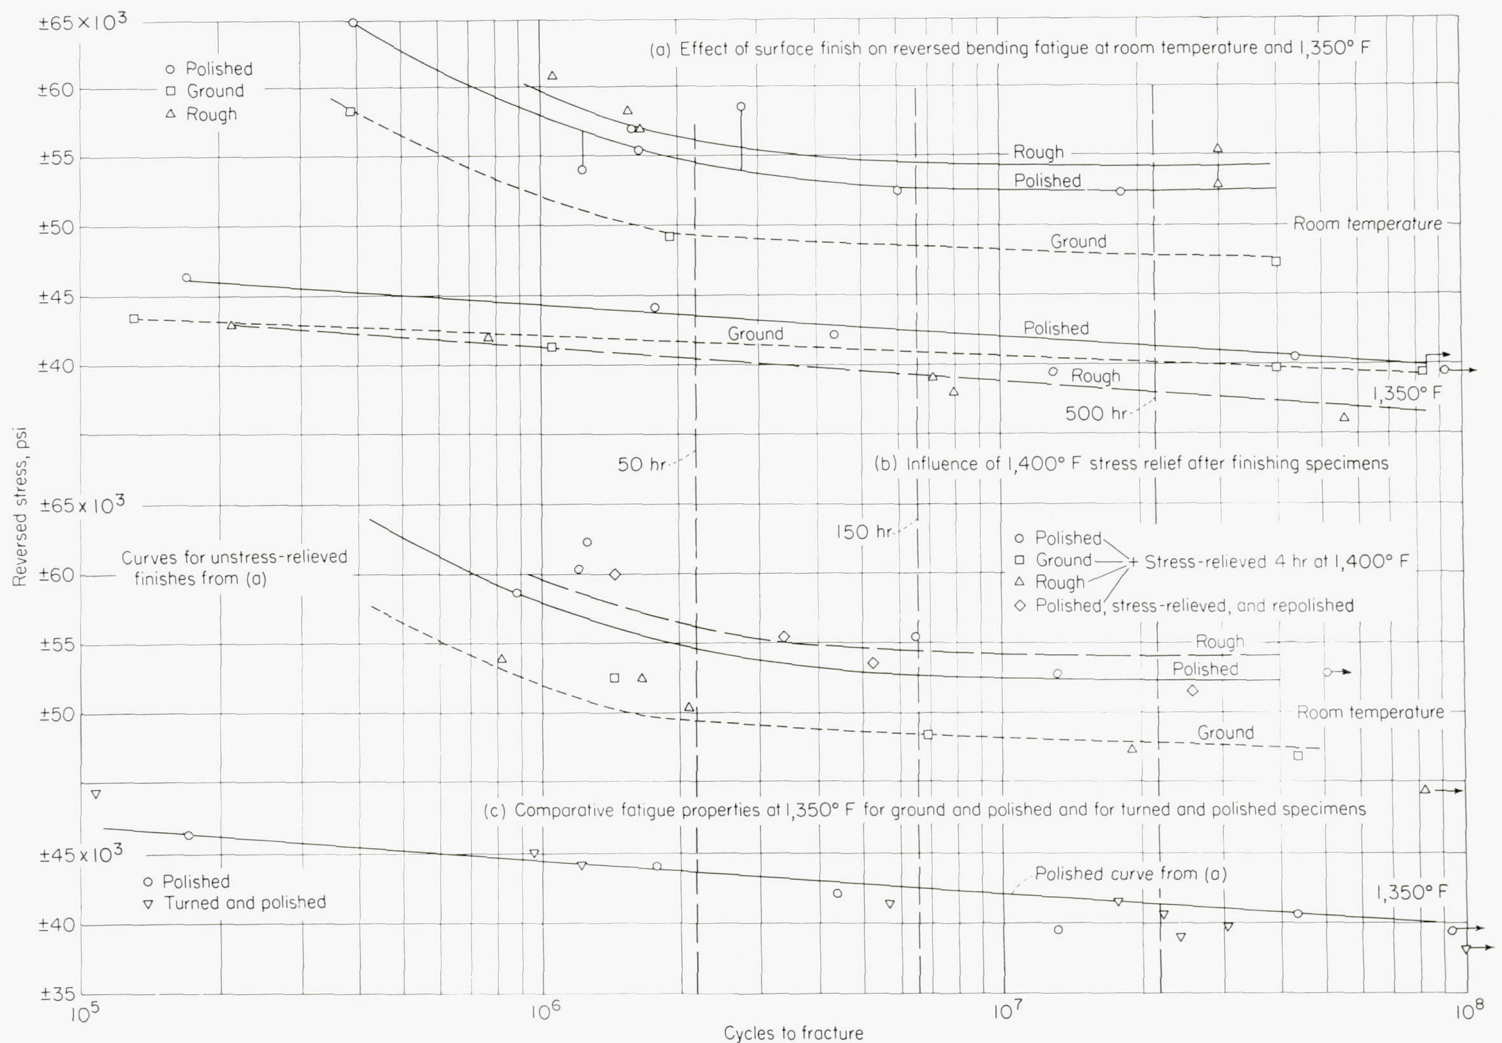 (a) Effect of surface finish on reversed bending fatigue at room temperature and 1,350° F
±65×10³
±60
±55
±50
±45
±40
○ Polished
□ Ground
△ Rough
Rough
Polished
Room temperature
Ground
Ground
Polished
Rough
1,350° F
500 hr
50 hr
150 hr
Reversed stress, psi
(b) Influence of 1,400° F stress relief after finishing specimens
±65×10³
±60
±55
±50
Curves for unstress-relieved
finishes from (a)
○ Polished
□ Ground
+ Stress-relieved 4 hr at 1,400° F
△ Rough
◇ Polished, stress-relieved, and repolished
Rough
Polished
Room temperature
Ground
(c) Comparative fatigue properties at 1,350° F for ground and polished and for turned and polished specimens
±45×10³
±40
±35
○ Polished
▽ Turned and polished
Polished curve from (a)
1,350° F
10⁵
10⁶
10⁷
10⁸
Cycles to fracture